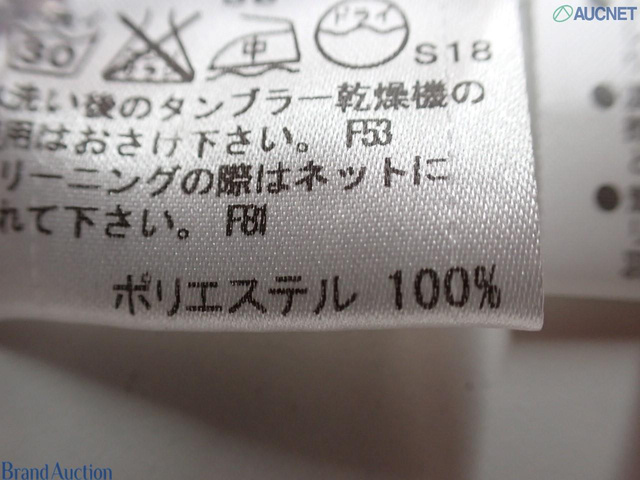 AUCNET
30
中
ドライ
S18
洗い後のタンブラー乾燥機の
用はおさけ下さい。F53
リーニングの際はネットに
れて下さい。F81
ポリエステル 100%
BrandAuction